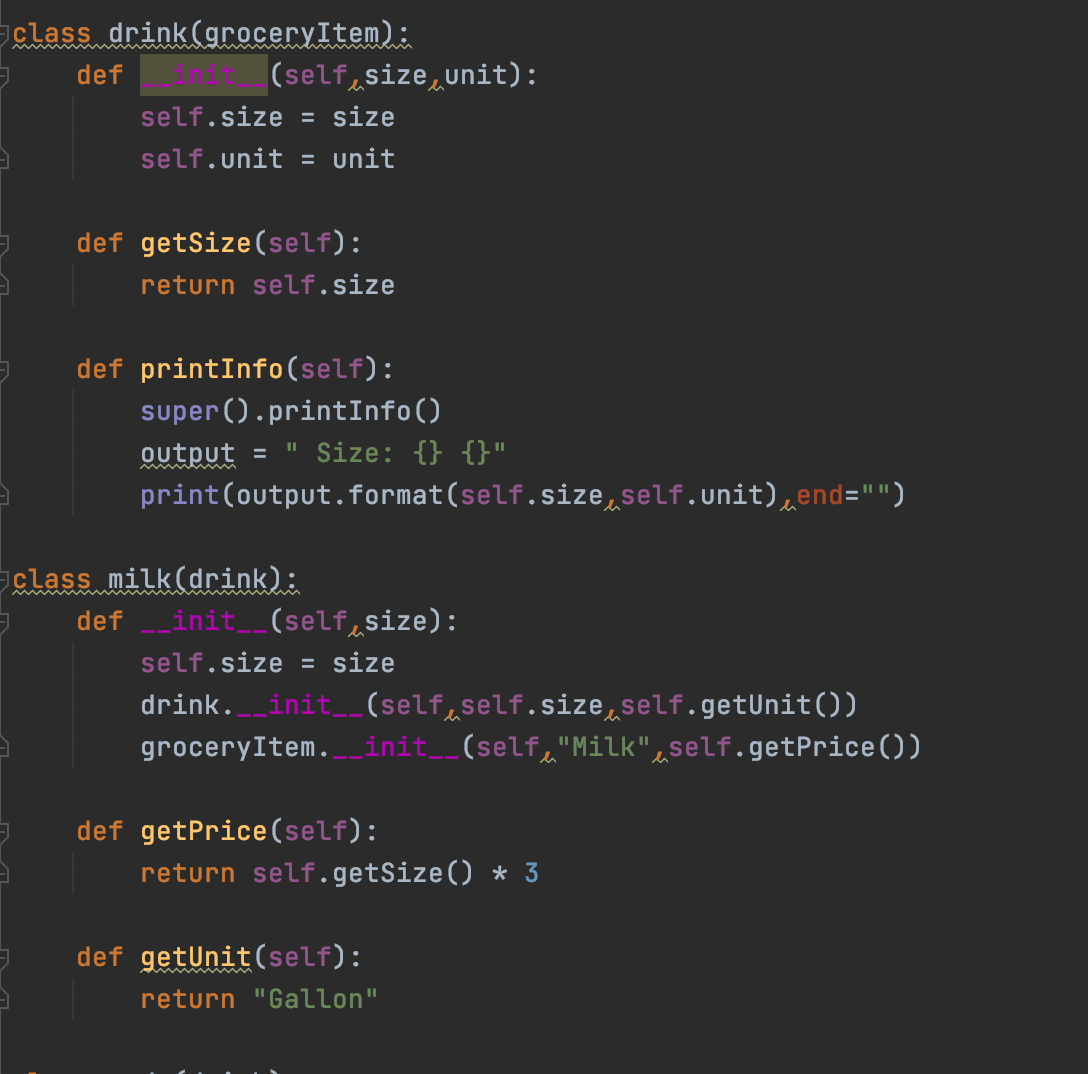 class drink(groceryItem):
    def __init__(self,size,unit):
        self.size = size
        self.unit = unit

    def getSize(self):
        return self.size

    def printInfo(self):
        super().printInfo()
        output = " Size: {} {}"
        print(output.format(self.size,self.unit),end="")

class milk(drink):
    def __init__(self,size):
        self.size = size
        drink.__init__(self,self.size,self.getUnit())
        groceryItem.__init__(self,"Milk",self.getPrice())

    def getPrice(self):
        return self.getSize() * 3

    def getUnit(self):
        return "Gallon"